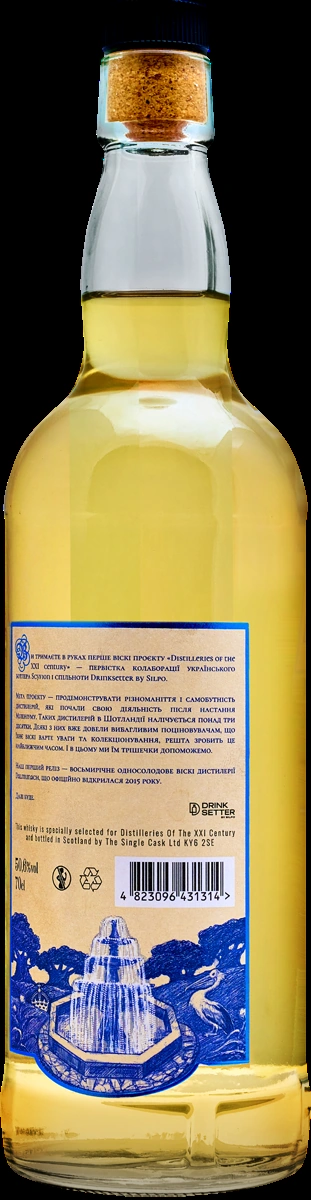 Ви тримаєте в руках перше віскі проєкту «Distilleries of the
XXI century» — первістка колаборації українського
ботлера Scyfion і спільноти Drinksetter by Silpo.
Мета проєкту — продемонструвати різноманіття і самобутність
дистилерій, які почали свою діяльність після настання
Міленіуму. Таких дистилерій в Шотландії налічується понад три
десятки. Деякі з них вже довели вибагливим поціновувачам, що
їхнє віскі варте уваги та колекціонування, решта зробить це
найближчим часом. І в цьому ми їм трішечки допоможемо.
Наш перший реліз — восьмирічне односолодове віскі дистилерії
що офіційно відкрилася 2015 року.
Далі буде.
DRINK
SETTER
BY SILPO
This whisky is specially selected for Distilleries Of The XXI Century
and bottled in Scotland by The Single Cask Ltd KY6 2SE
50,6%vol
70cl
4 823096 431314 >